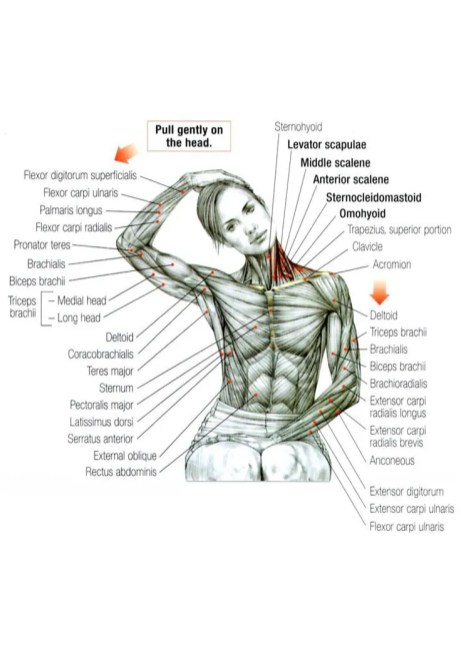 Pull gently on
the head.
Sternohyoid
Levator scapulae
Middle scalene
Anterior scalene
Sternocleidomastoid
Omohyoid
Trapezius, superior portion
Clavicle
Acromion
Flexor digitorum superficialis
Flexor carpi ulnaris
Palmaris longus
Flexor carpi radialis
Pronator teres
Brachialis
Biceps brachii
Triceps
brachii
Medial head
Long head
Deltoid
Coracobrachialis
Teres major
Sternum
Pectoralis major
Latissimus dorsi
Serratus anterior
External oblique
Rectus abdominis
Deltoid
Triceps brachii
Brachialis
Biceps brachii
Brachioradialis
Extensor carpi
radialis longus
Extensor carpi
radialis brevis
Anconeous
Extensor digitorum
Extensor carpi ulnaris
Flexor carpi ulnaris